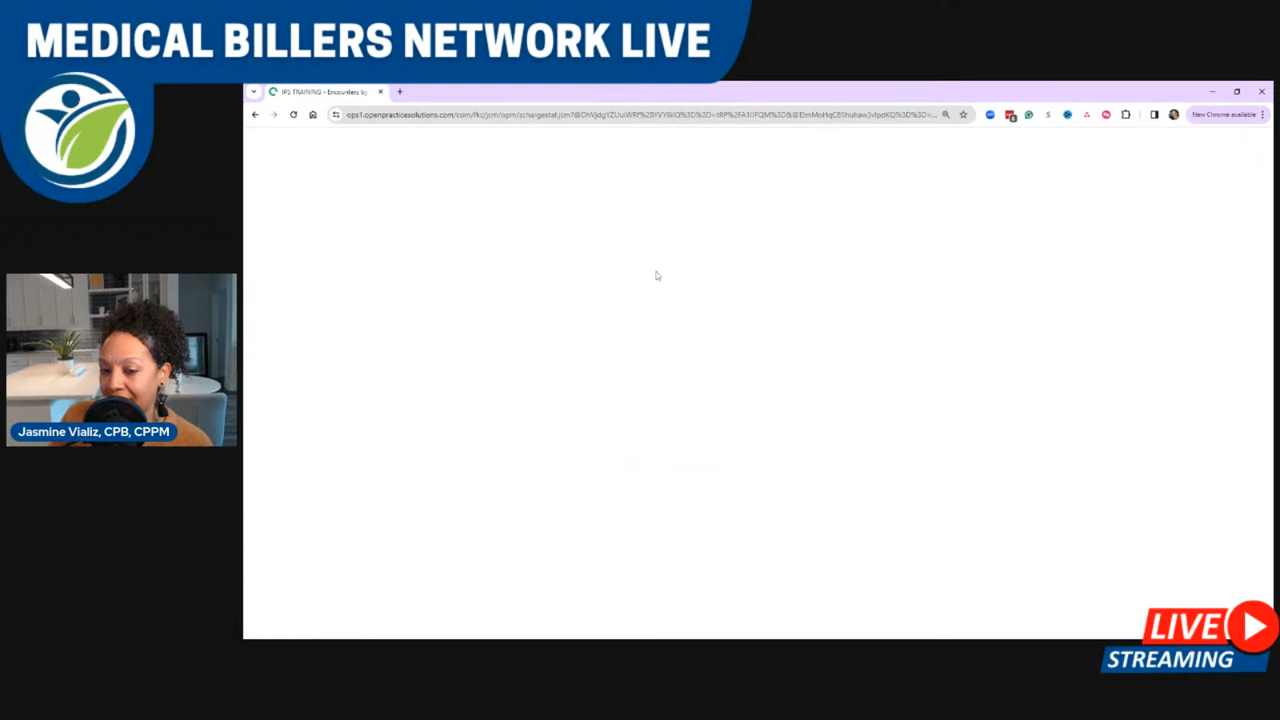 MEDICAL BILLERS NETWORK LIVE
IPS TRAINING - Encounters by
New Chrome available
Jasmine Vializ, CPB, CPPM
LIVE
STREAMING